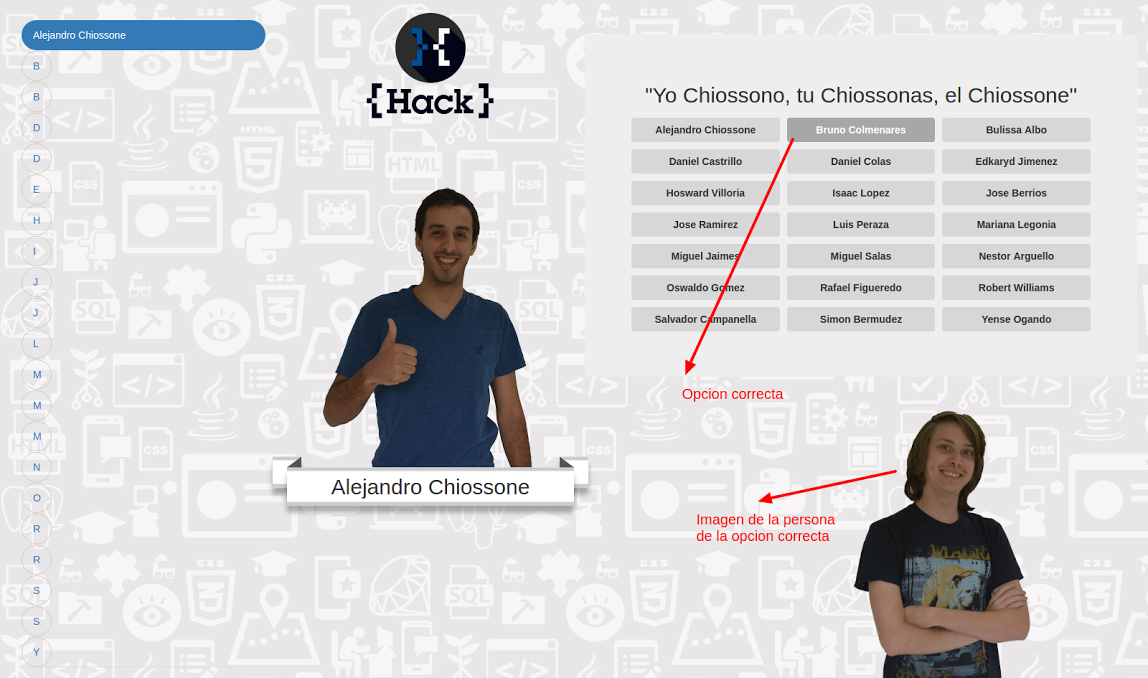 Alejandro Chiossone
B
B
D
D
E
H
I
J
J
L
M
M
M
N
O
R
R
S
S
Y
{Hack}
Alejandro Chiossone
"Yo Chiossono, tu Chiossonas, el Chiossone"
Alejandro Chiossone Bruno Colmenares Bulissa Albo
Daniel Castrillo Daniel Colas Edkaryd Jimenez
Hosward Villoria Isaac Lopez Jose Berrios
Jose Ramirez Luis Peraza Mariana Legonia
Miguel Jaimes Miguel Salas Nestor Arguello
Oswaldo Gomez Rafael Figueredo Robert Williams
Salvador Campanella Simon Bermudez Yense Ogando
Opcion correcta
Imagen de la persona
de la opcion correcta